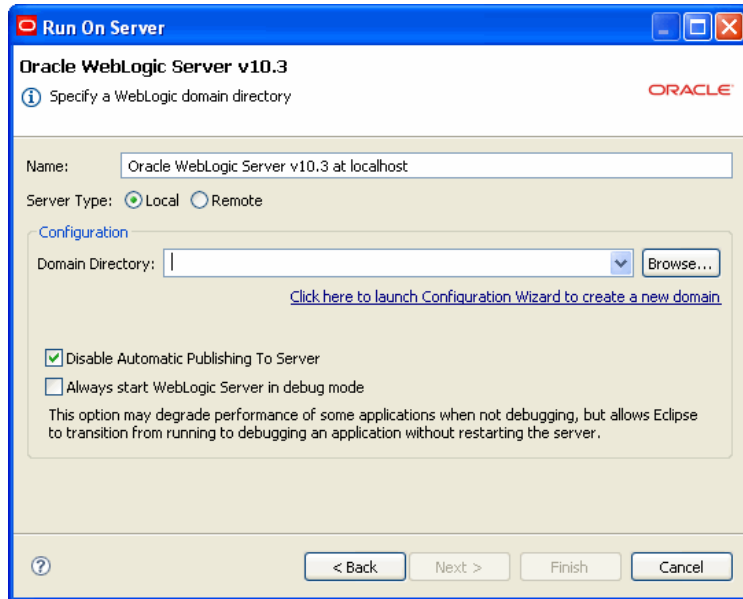 Run On Server
Oracle WebLogic Server v10.3
Specify a WebLogic domain directory
ORACLE
Name: Oracle WebLogic Server v10.3 at localhost
Server Type: Local Remote
Configuration
Domain Directory: Browse...
Click here to launch Configuration Wizard to create a new domain
Disable Automatic Publishing To Server
Always start WebLogic Server in debug mode
This option may degrade performance of some applications when not debugging, but allows Eclipse
to transition from running to debugging an application without restarting the server.
< Back Next > Finish Cancel